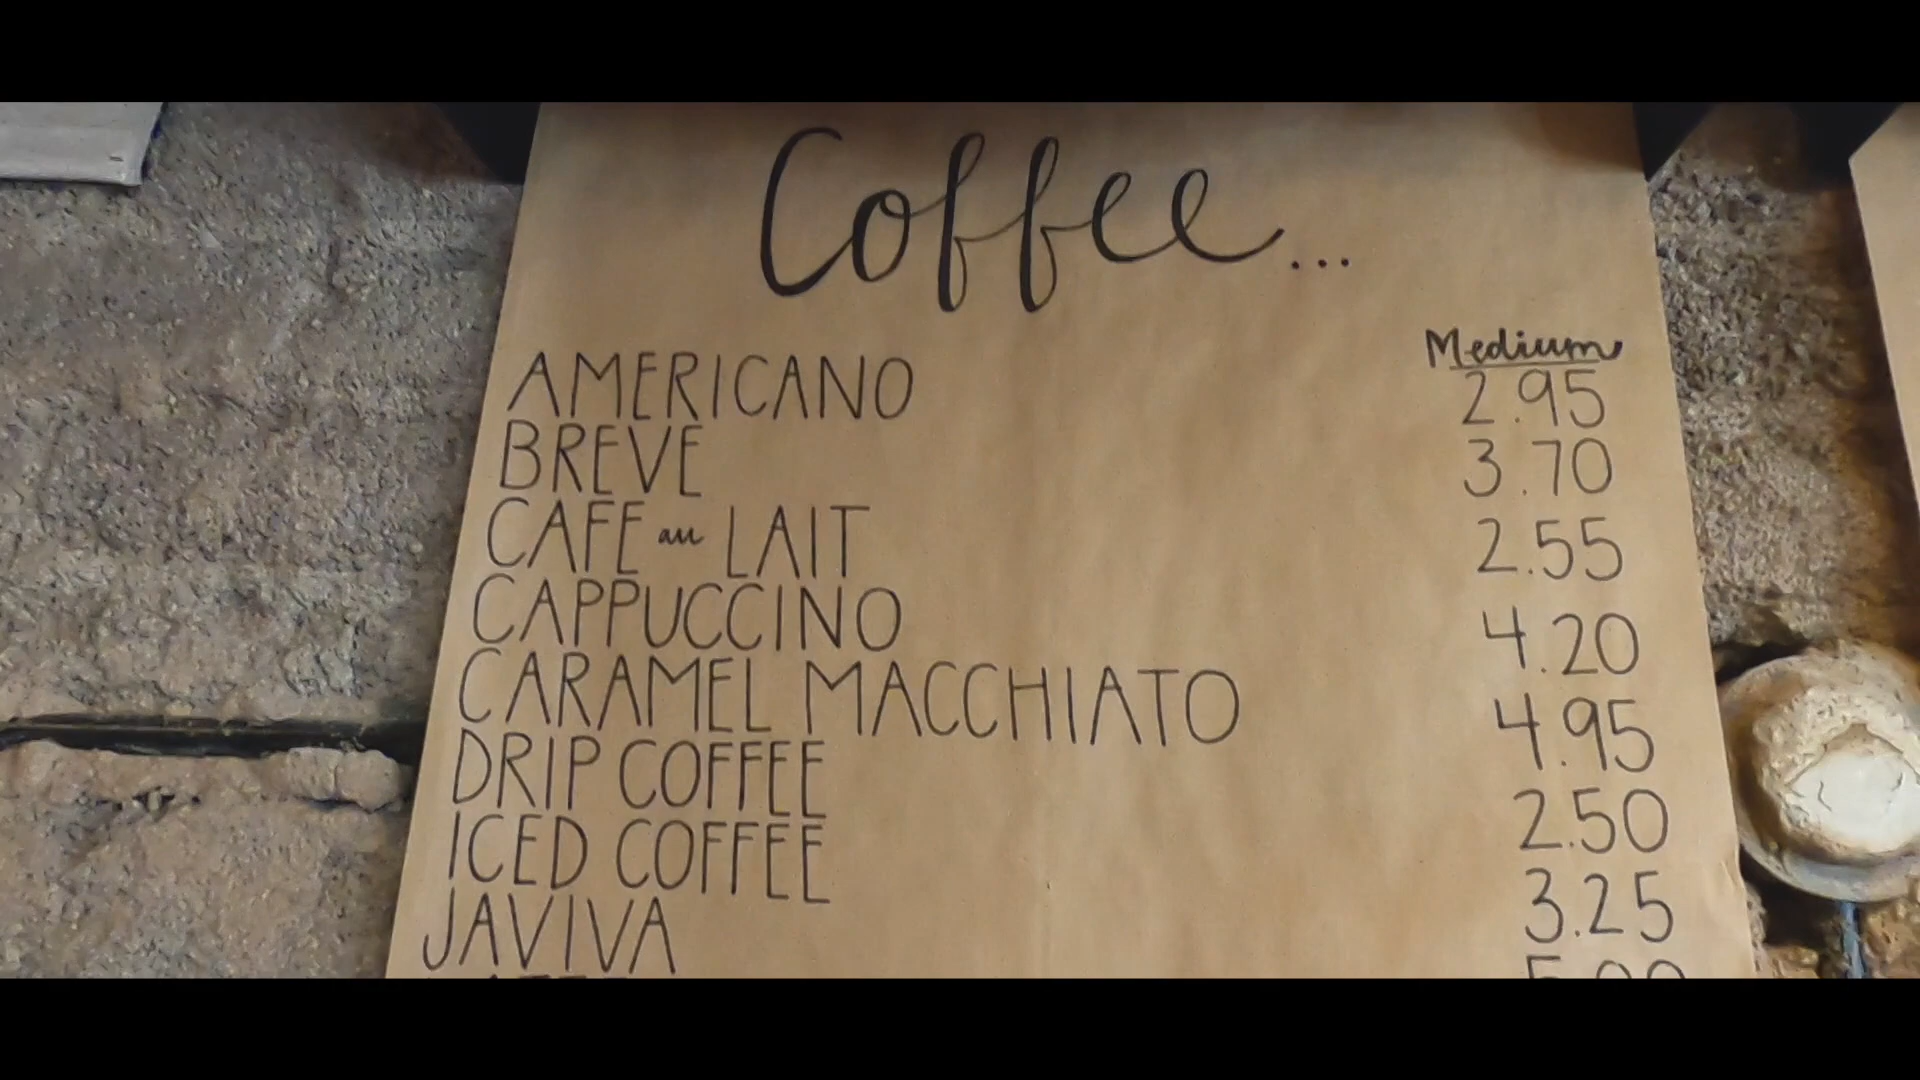 Coffee...
Medium
AMERICANO 2.95
BREVE 3.70
CAFE au LAIT 2.55
CAPPUCCINO 4.20
CARAMEL MACCHIATO 4.95
DRIP COFFEE 2.50
ICED COFFEE 3.25
JAVIVA